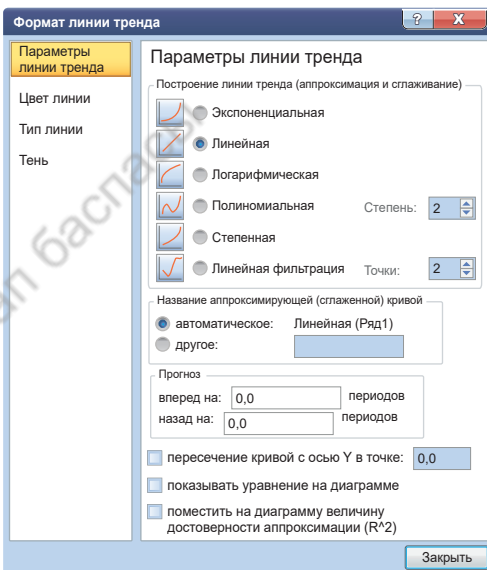 Формат линии тренда
? X
Параметры линии тренда
Цвет линии
Тип линии
Тень
Параметры линии тренда
Построение линии тренда (аппроксимация и сглаживание)
Экспоненциальная
Линейная
Логарифмическая
Полиномиальная Степень: 2
Степенная
Линейная фильтрация Точки: 2
Название аппроксимирующей (сглаженной) кривой
автоматическое: Линейная (Ряд1)
другое:
Прогноз
вперед на: 0,0 периодов
назад на: 0,0 периодов
пересечение кривой с осью Y в точке: 0,0
показывать уравнение на диаграмме
поместить на диаграмму величину
достоверности аппроксимации (R^2)
Закрыть
баспасы